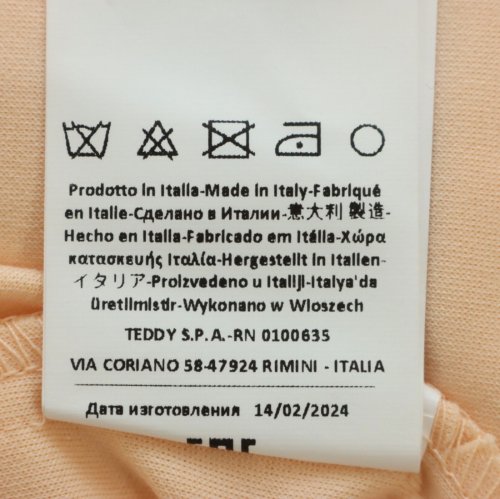 Prodotto in Italia-Made in Italy-Fabriqué
en Italie-Сделано в Италии-意大利 製造-
Hecho en Italia-Fabricado em Itália-Χώρα
κατασκευής Ιταλία-Hergestellt in Italien-
イタリア-Proizvedeno u Italiji-İtalya'da
üretilmistir-Wykonano w Wloszech
TEDDY S.P.A.-RN 0100635
VIA CORIANO 58-47924 RIMINI - ITALIA
Дата изготовления 14/02/2024